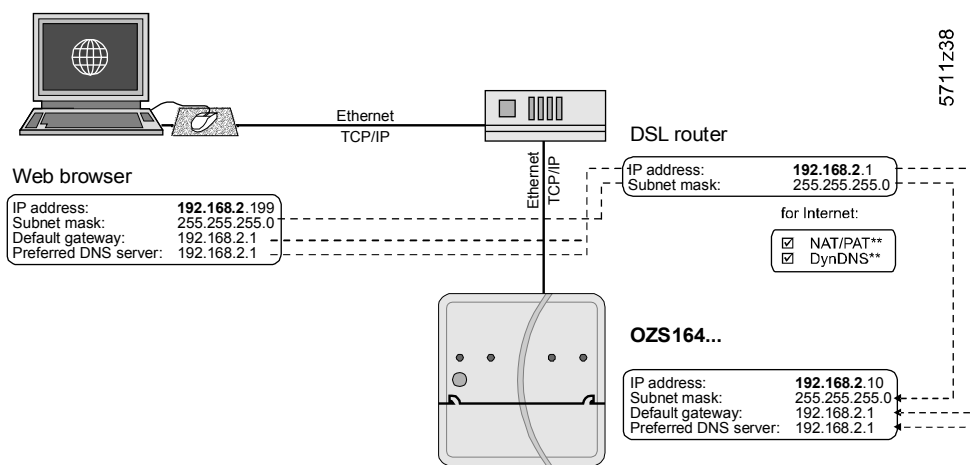 5711z38
Ethernet
TCP/IP
DSL router
Ethernet
TCP/IP
IP address: 192.168.2.1
Subnet mask: 255.255.255.0
Web browser
IP address: 192.168.2.199
Subnet mask: 255.255.255.0
Default gateway: 192.168.2.1
Preferred DNS server: 192.168.2.1
for Internet:
☑ NAT/PAT**
☑ DynDNS**
OZS164...
IP address: 192.168.2.10
Subnet mask: 255.255.255.0
Default gateway: 192.168.2.1
Preferred DNS server: 192.168.2.1